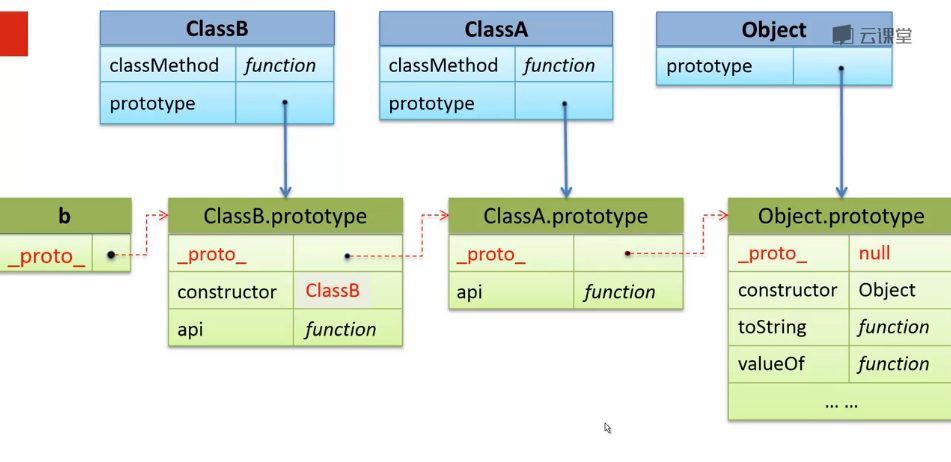 ClassB
classMethod function
prototype
ClassA
classMethod function
prototype
Object
云课堂
prototype
b
_proto_
ClassB.prototype
_proto_
constructor ClassB
api function
ClassA.prototype
_proto_
api function
Object.prototype
_proto_ null
constructor Object
toString function
valueOf function
... ...